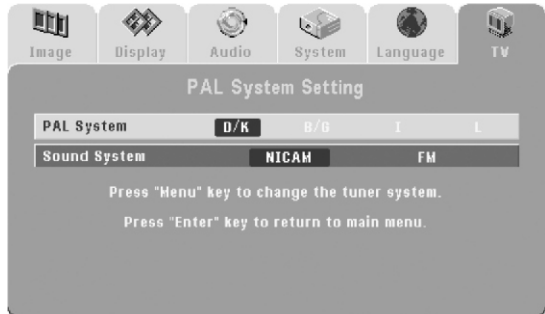 Image Display Audio System Language TV
PAL System Setting
PAL System D/K B/G I L
Sound System NICAM FM
Press "Menu" key to change the tuner system.
Press "Enter" key to return to main menu.